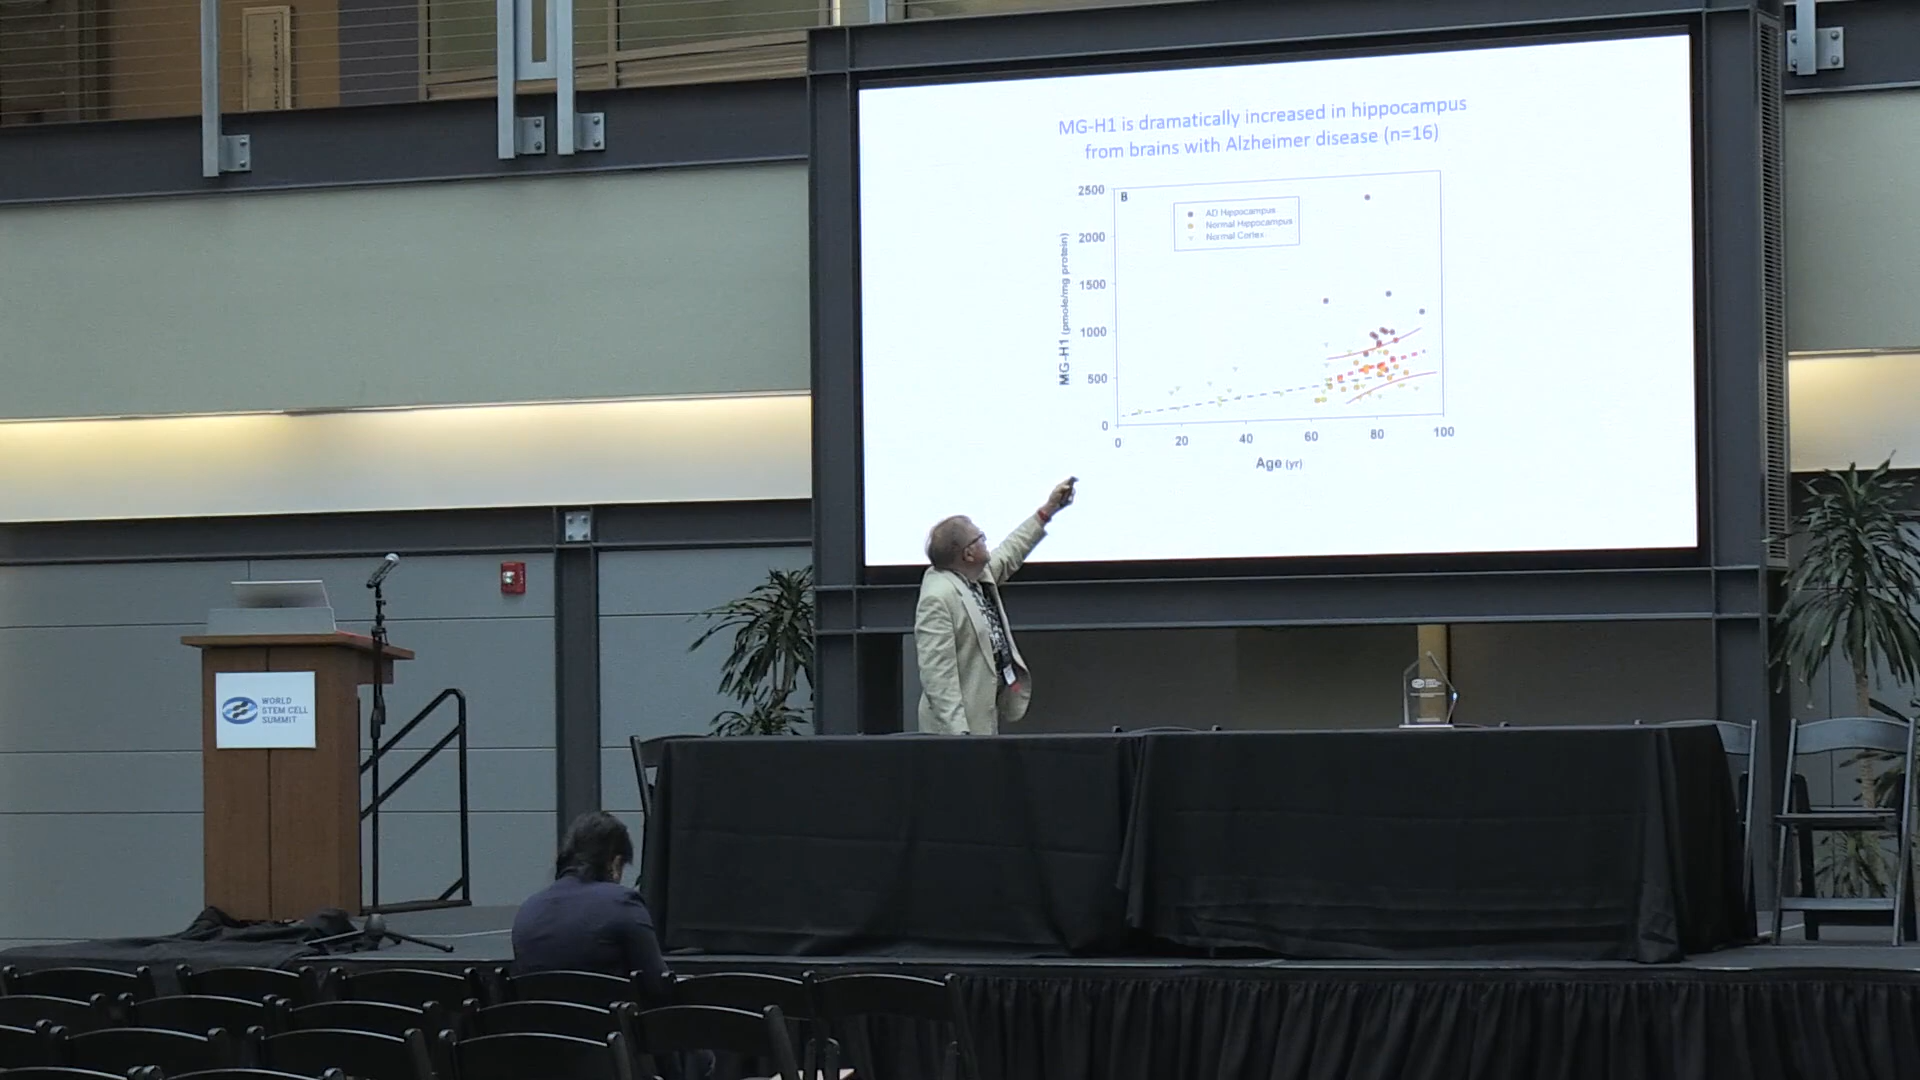 MG-H1 is dramatically increased in hippocampus
from brains with Alzheimer disease (n=16)
B
AD Hippocampus
Normal Hippocampus
Normal Cortex
MG-H1 (pmole/mg protein)
2500
2000
1500
1000
500
0
0 20 40 60 80 100
Age (yr)
WORLD
STEM CELL
SUMMIT